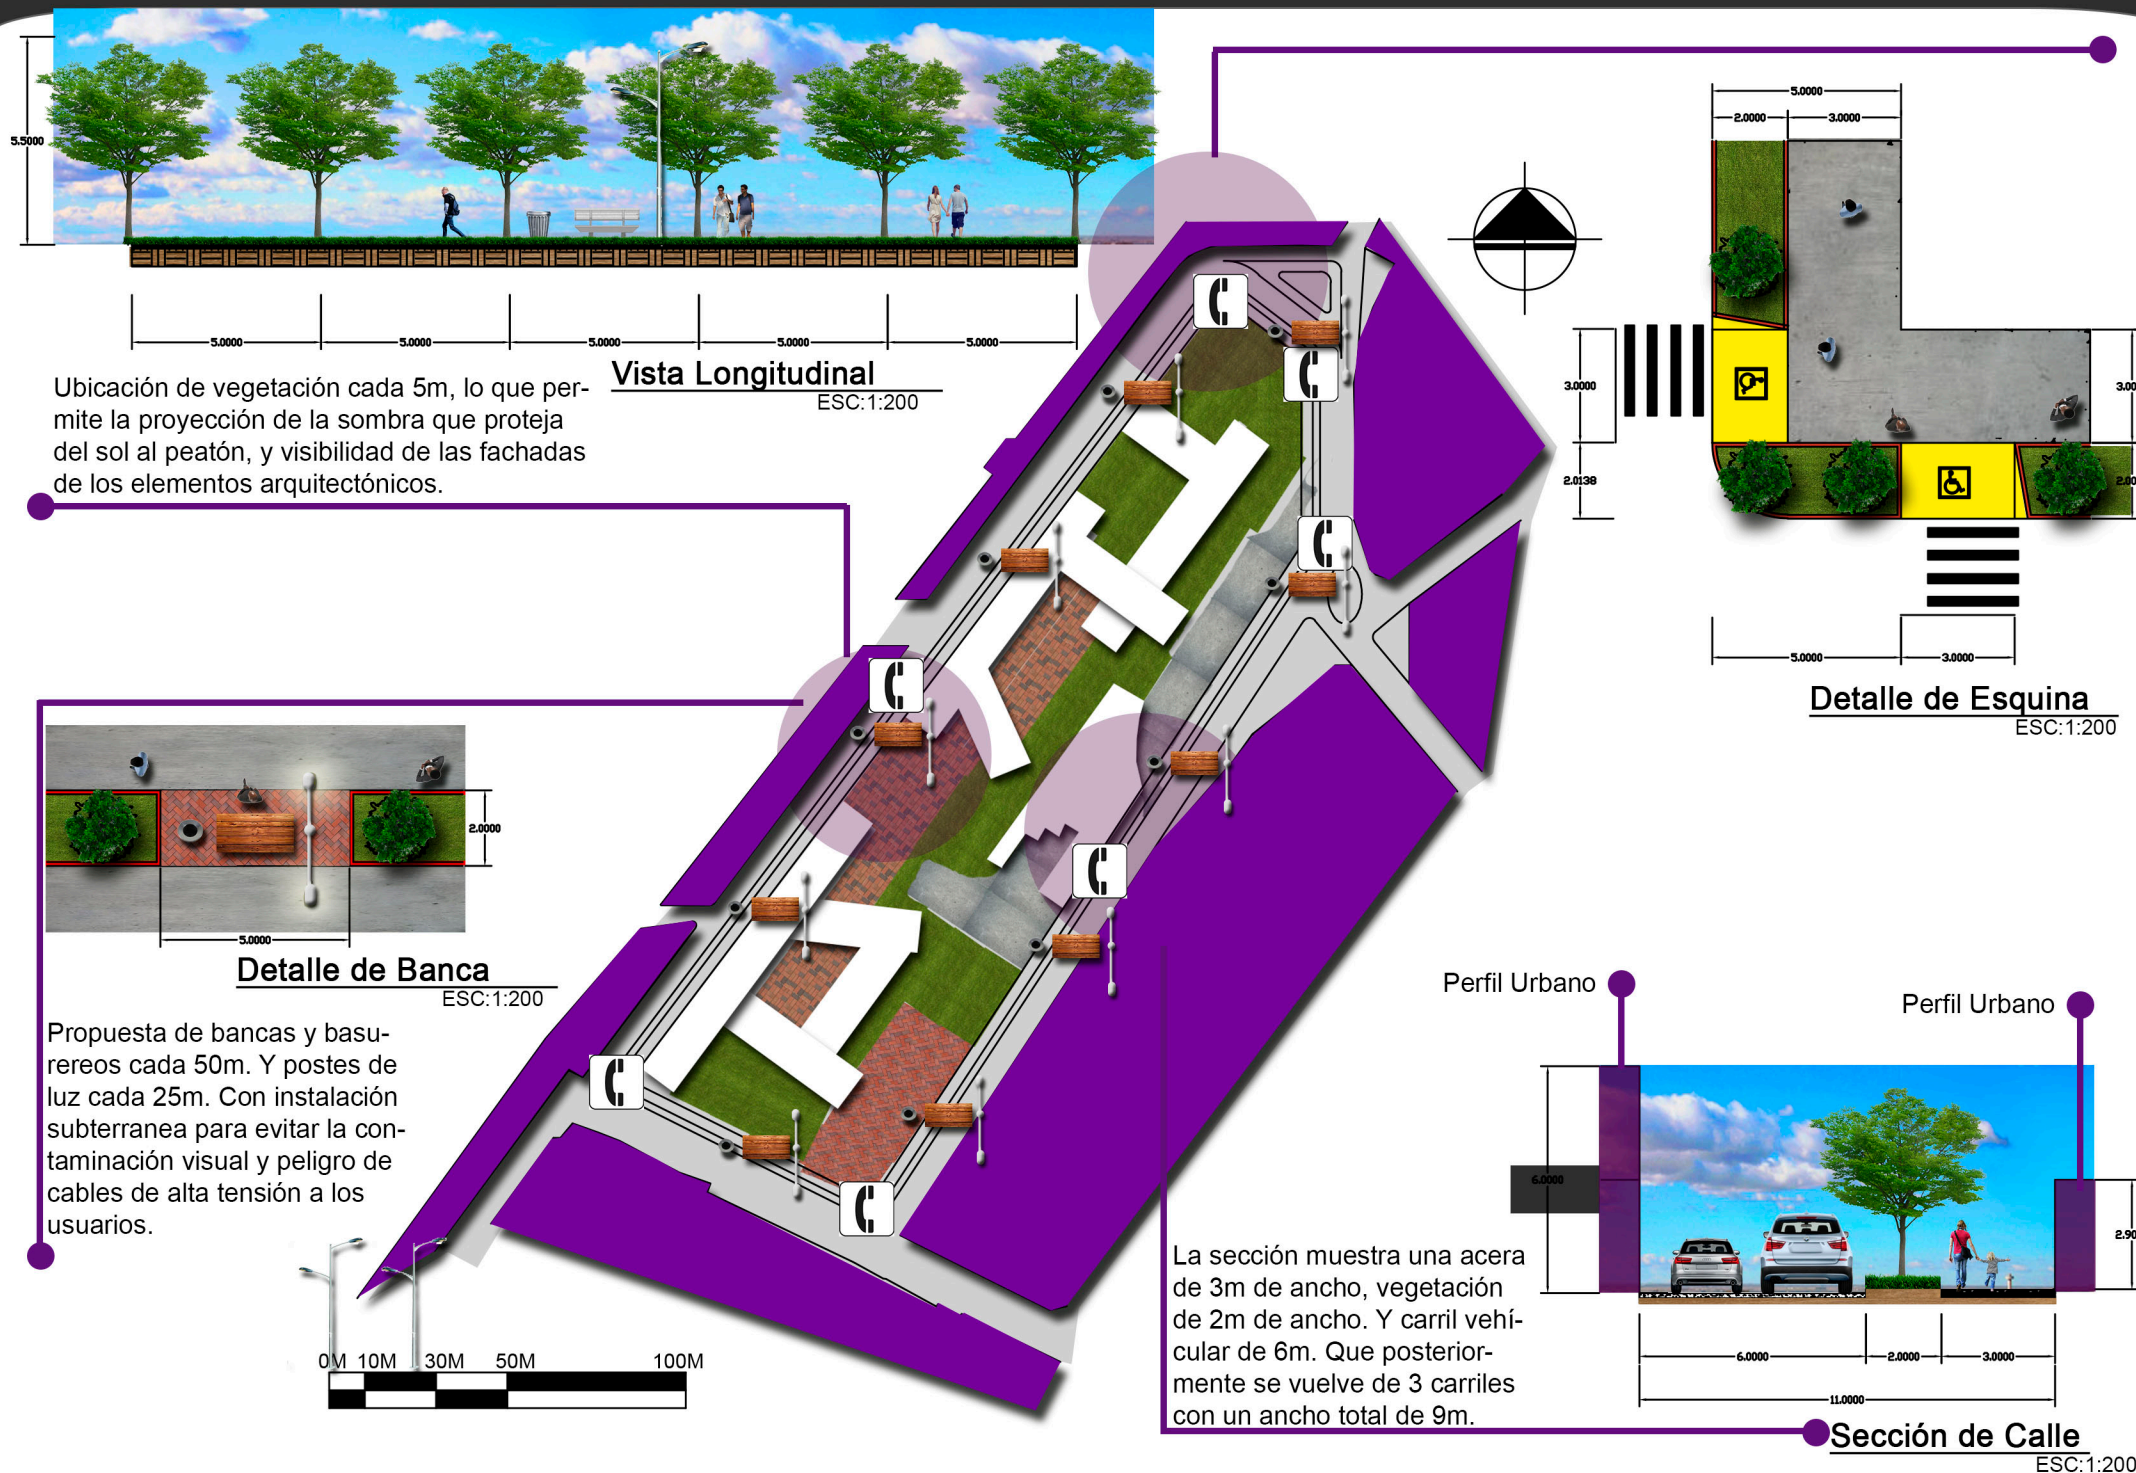 5.5000
5.0000
5.0000
5.0000
5.0000
5.0000
Vista Longitudinal
ESC:1:200
Ubicación de vegetación cada 5m, lo que per-
mite la proyección de la sombra que proteja
del sol al peatón, y visibilidad de las fachadas
de los elementos arquitectónicos.
5.0000
2.0000
3.0000
3.0000
3.00
2.0138
2.00
5.0000
3.0000
Detalle de Esquina
ESC:1:200
2.0000
5.0000
Detalle de Banca
ESC:1:200
Propuesta de bancas y basu-
rereos cada 50m. Y postes de
luz cada 25m. Con instalación
subterranea para evitar la con-
taminación visual y peligro de
cables de alta tensión a los
usuarios.
0M 10M 30M 50M 100M
Perfil Urbano
Perfil Urbano
6.0000
2.90
La sección muestra una acera
de 3m de ancho, vegetación
de 2m de ancho. Y carril vehí-
cular de 6m. Que posterior-
mente se vuelve de 3 carriles
con un ancho total de 9m.
6.0000
2.0000
3.0000
11.0000
Sección de Calle
ESC:1:200